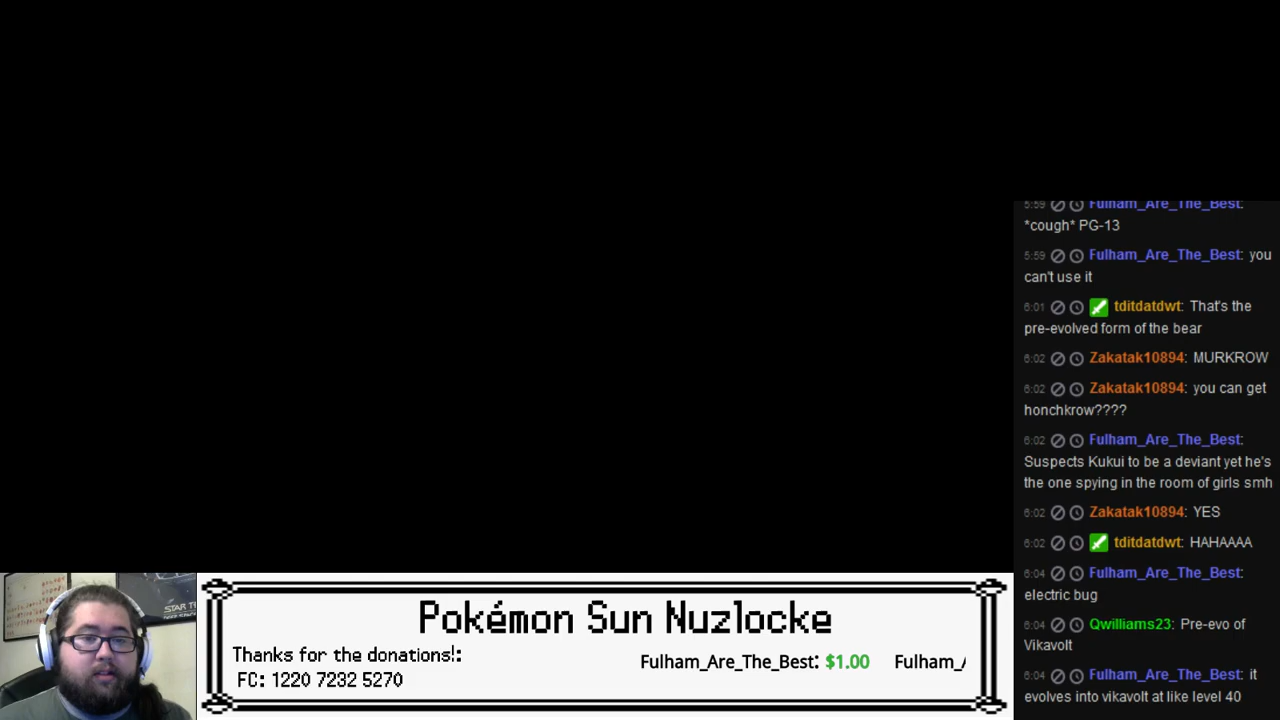 5:59 Fulham_Are_The_Best:
*cough* PG-13
5:59 Fulham_Are_The_Best: you
can't use it
6:01 tditdatdwt: That's the
pre-evolved form of the bear
6:02 Zakatak10894: MURKROW
6:02 Zakatak10894: you can get
honchkrow????
6:02 Fulham_Are_The_Best:
Suspects Kukui to be a deviant yet he's
the one spying in the room of girls smh
6:02 Zakatak10894: YES
6:02 tditdatdwt: HAHAAAA
6:04 Fulham_Are_The_Best:
electric bug
6:04 Qwilliams23: Pre-evo of
Vikavolt
6:04 Fulham_Are_The_Best: it
evolves into vikavolt at like level 40
STAR
Pokémon Sun Nuzlocke
Thanks for the donations!:
FC: 1220 7232 5270
Fulham_Are_The_Best: $1.00 Fulham_